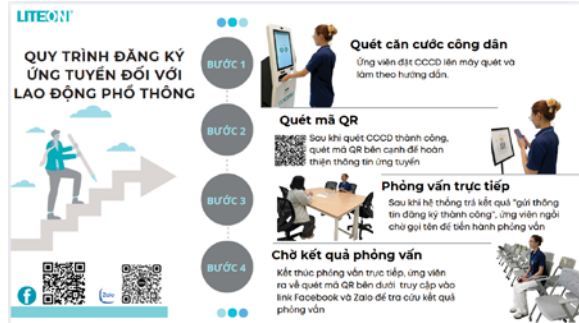 LITEON
QUY TRÌNH ĐĂNG KÝ
ỨNG TUYỂN ĐỐI VỚI
LAO ĐỘNG PHỔ THÔNG
BƯỚC 1
Quét căn cước công dân
Ứng viên đặt CCCD lên máy quét và
làm theo hướng dẫn.
BƯỚC 2
Quét mã QR
Sau khi quét CCCD thành công,
quét mã QR bên cạnh để hoàn
thiện thông tin ứng tuyển
BƯỚC 3
Phỏng vấn trực tiếp
Sau khi hệ thống trả kết quả "gửi thông
tin đăng ký thành công", ứng viên ngồi
chờ gọi tên để tiến hành phỏng vấn
BƯỚC 4
Chờ kết quả phỏng vấn
Kết thúc phỏng vấn trực tiếp, ứng viên
ra về quét mã QR bên dưới truy cập vào
link Facebook và Zalo để tra cứu kết quả
phỏng vấn
f
Zalo